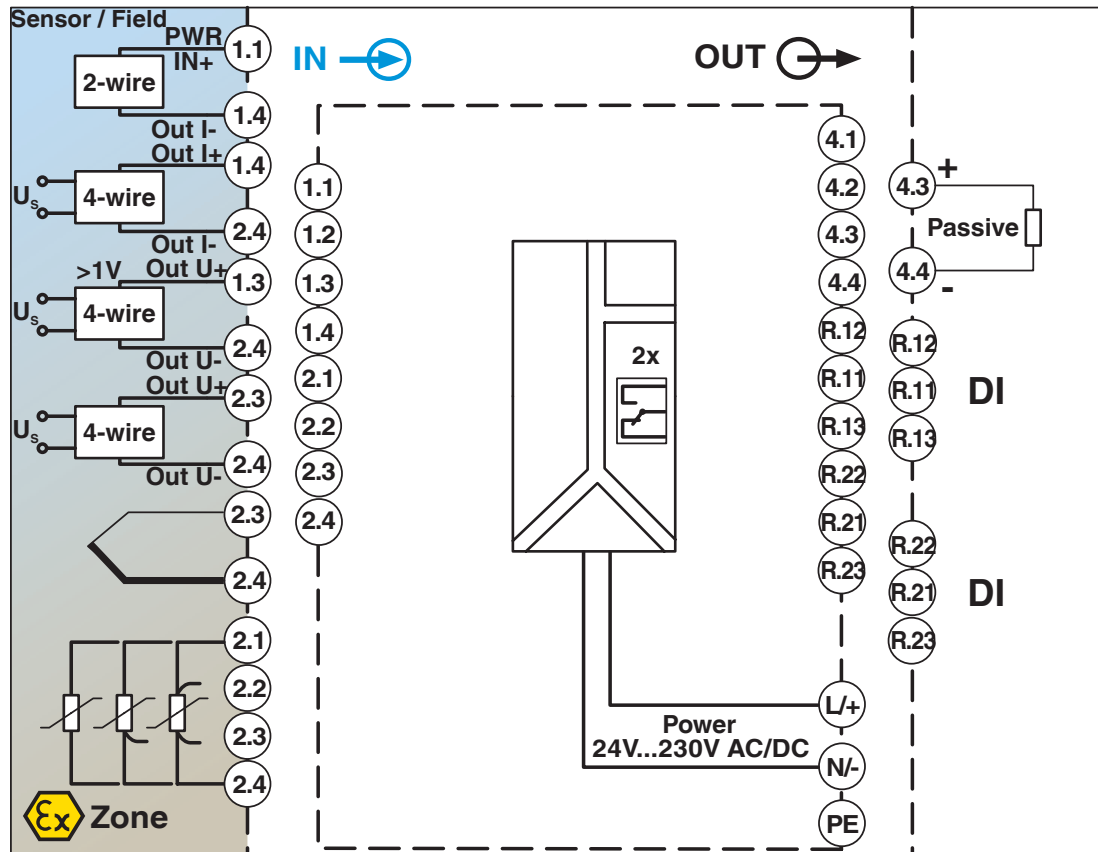 Sensor / Field
PWR
IN+
1.1
2-wire
1.4
Out I-
Out I+
1.4
Us
4-wire
2.4
Out I-
>1V
Out U+
1.3
Us
4-wire
2.4
Out U-
Out U+
2.3
Us
4-wire
2.4
Out U-
2.3
2.4
2.1
2.2
2.3
2.4
Ex
Zone
IN
OUT
1.1
1.2
1.3
1.4
2.1
2.2
2.3
2.4
2x
Power
24V...230V AC/DC
4.1
4.2
4.3
4.4
R.12
R.11
R.13
R.22
R.21
R.23
L/+
N/-
PE
4.3
+
Passive
4.4
-
R.12
R.11
DI
R.13
R.22
R.21
DI
R.23